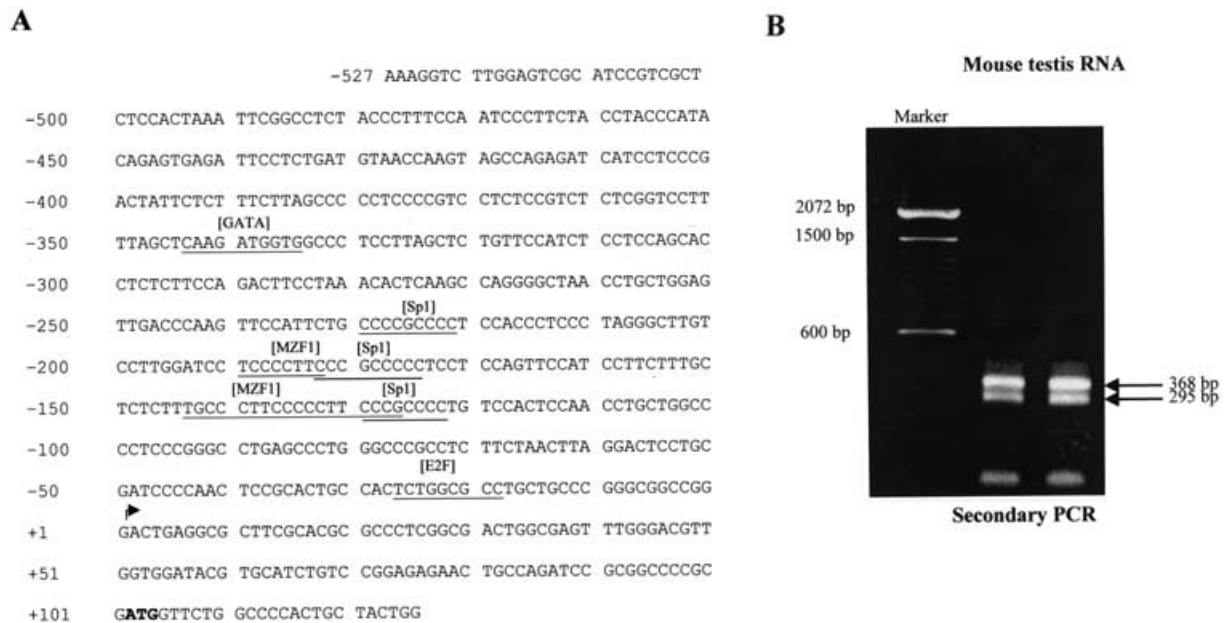 A
-527 AAAGGTC TTGGAGTCGC ATCCGTCGCT
-500 CTCCACTAAA TTCGGCCTCT ACCCTTTCCA ATCCCTTCTA CCTACCCATA
-450 CAGAGTGAGA TTCCTCTGAT GTAACCAAGT AGCCAGAGAT CATCCTCCCG
-400 ACTATTCTCT TTCTTAGCCC CCTCCCCGTC CTCTCCGTCT CTCGGTCCTT
[GATA]
-350 TTAGCTCAAG ATGGTGGCCC TCCTTAGCTC TGTTCCATCT CCTCCAGCAC
-300 CTCTCTTCCA GACTTCCTAA ACACTCAAGC CAGGGGCTAA CCTGCTGGAG
[Sp1]
-250 TTGACCCAAG TTCCATTCTG CCCCGCCCCT CCACCCTCCC TAGGGCTTGT
[MZF1] [Sp1]
-200 CCTTGGATCC TCCCCTTCCC GCCCCCTCCT CCAGTTCCAT CCTTCTTTGC
[MZF1] [Sp1]
-150 TCTCTTTGCC CTTCCCCCTT CCCGCCCCTG TCCACTCCAA CCTGCTGGCC
-100 CCTCCCGGGC CCTGAGCCCTG GGCCCGCCTC TTCTAACTTA GGACTCCTGC
[E2F]
-50 GATCCCCAAC TCCGCACTGC CACTCTGGCG CCTGCTGCCC GGGCGGCCGG
+1 GACTGAGGCG CTTCGCACGC GCCCTCGGCG ACTGGCGAGT TTGGGACGTT
+51 GGTGGATACG TGCATCTGTC CGGAGAGAAC TGCCAGATCC GCGGCCCCGC
+101 GATGGTTCTG GCCCCACTGC TACTGG
B
Mouse testis RNA
Marker
2072 bp
1500 bp
600 bp
368 bp
295 bp
Secondary PCR